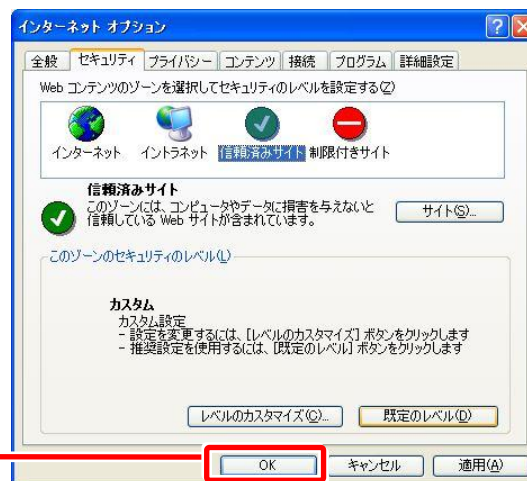 インターネット オプション
全般 セキュリティ プライバシー コンテンツ 接続 プログラム 詳細設定
Web コンテンツのゾーンを選択してセキュリティのレベルを設定する(Z)
インターネット イントラネット 信頼済みサイト 制限付きサイト
信頼済みサイト
このゾーンには、コンピュータやデータに損害を与えないと
信頼している Web サイトが含まれています。
サイト(S)...
このゾーンのセキュリティのレベル(L)
カスタム
カスタム設定
- 設定を変更するには、[レベルのカスタマイズ] ボタンをクリックします
- 推奨設定を使用するには、[既定のレベル] ボタンをクリックします
レベルのカスタマイズ(C)... 既定のレベル(D)
OK キャンセル 適用(A)